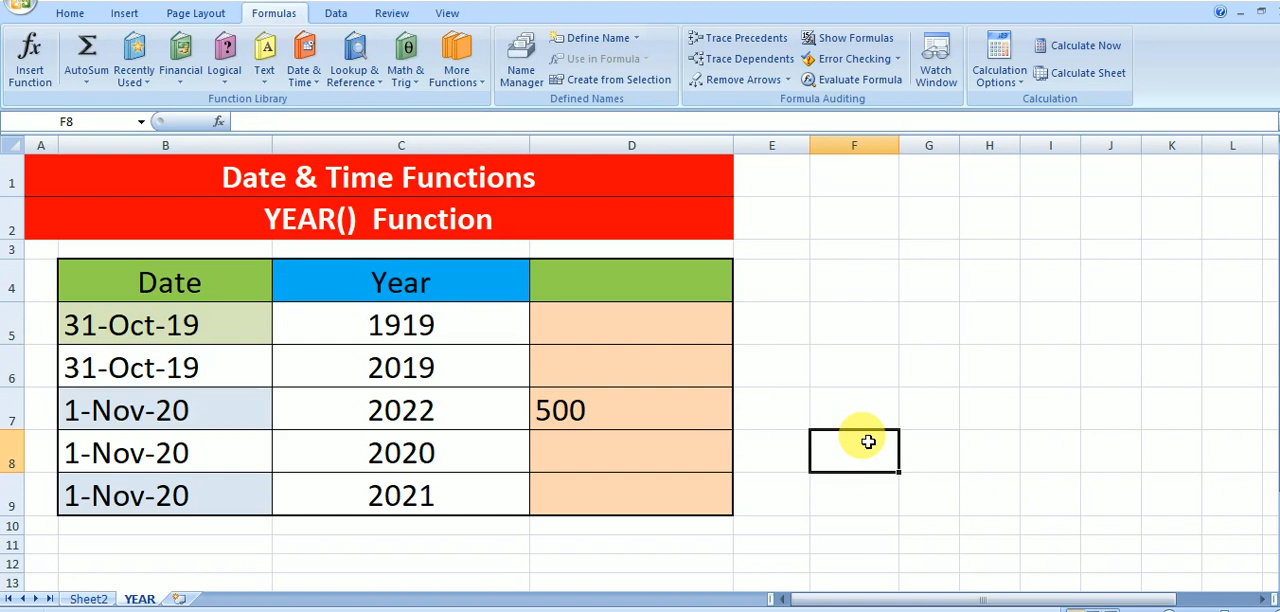 Home Insert Page Layout Formulas Data Review View
fx Σ ? A θ
Insert Function AutoSum Recently Used Financial Logical Text Date & Time Lookup & Reference Math & Trig More Functions
Function Library
Name Manager
Define Name
Use in Formula
Create from Selection
Defined Names
Trace Precedents Show Formulas
Trace Dependents Error Checking
Remove Arrows Evaluate Formula
Formula Auditing
Watch Window
Calculation Options
Calculate Now
Calculate Sheet
Calculation
F8 fx
A B C D E F G H I J K L
1 Date & Time Functions
2 YEAR() Function
3
4 Date Year
5 31-Oct-19 1919
6 31-Oct-19 2019
7 1-Nov-20 2022 500
8 1-Nov-20 2020
9 1-Nov-20 2021
10
11
12
13
Sheet2 YEAR